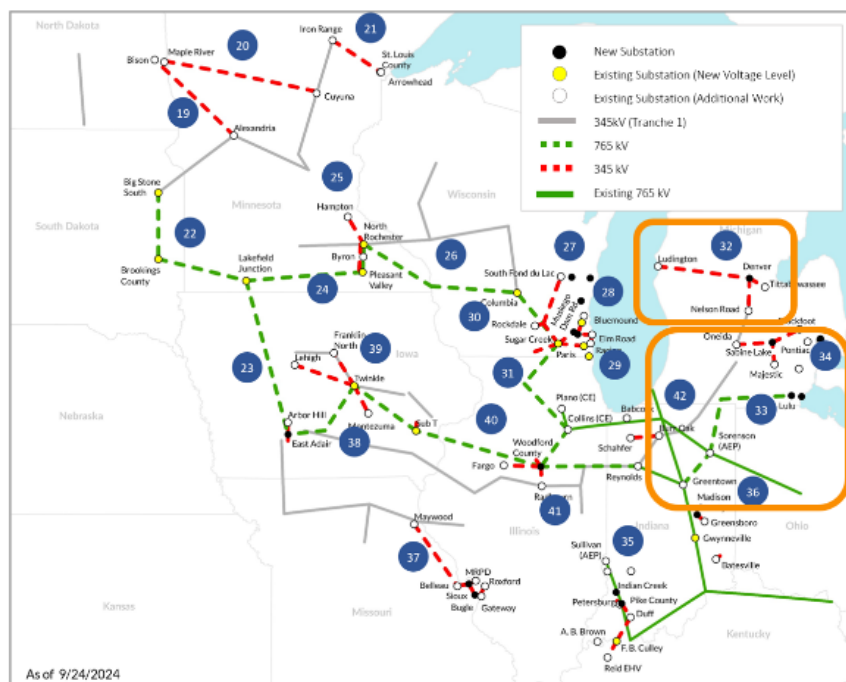 North Dakota
Bison
Maple River
20
Iron Range
21
St. Louis
County
Arrowhead
Cuyuna
19
Alexandria
New Substation
Existing Substation (New Voltage Level)
Existing Substation (Additional Work)
345kV (Tranche 1)
765 kV
345 kV
Existing 765 kV
Big Stone
South
Minnesota
25
Hampton
Wisconsin
South Dakota
22
North
Rochester
Byron
Pleasant
Valley
26
27
South Fond du Lac
28
Michigan
32
Ludington
Denver
Tittabawassee
Nelson Road
Brookings
County
Lakefield
Junction
24
Columbia
30
Rockdale
Sugar Creek
Mushego
Dam Rd
Bluemound
Elm Road
Racine
Paris
29
Oneida
Blackfoot
Sabine Lake
Pontiac
34
Majestic
Franklin
North
39
Iowa
Lehigh
Twinkle
31
23
Nebraska
Arbor Hill
East Adair
38
Montezuma
Sub T
40
Plano (CE)
Collins (CE)
Babcock
42
Burr Oak
Schahfer
33
Lulu
Sorenson
(AEP)
Woodford
County
Fargo
Reynolds
Greentown
36
41
Illinois
Indiana
Ohio
Madison
Greensboro
Gwynneville
Batesville
Maywood
37
35
Sullivan
(AEP)
Belleau
MRPD
Sioux
Roxford
Bugle
Gateway
Indian Creek
Petersburg
Pike County
Duff
Kansas
Missouri
A. B. Brown
F. B. Culley
Reid EHV
Kentucky
As of 9/24/2024